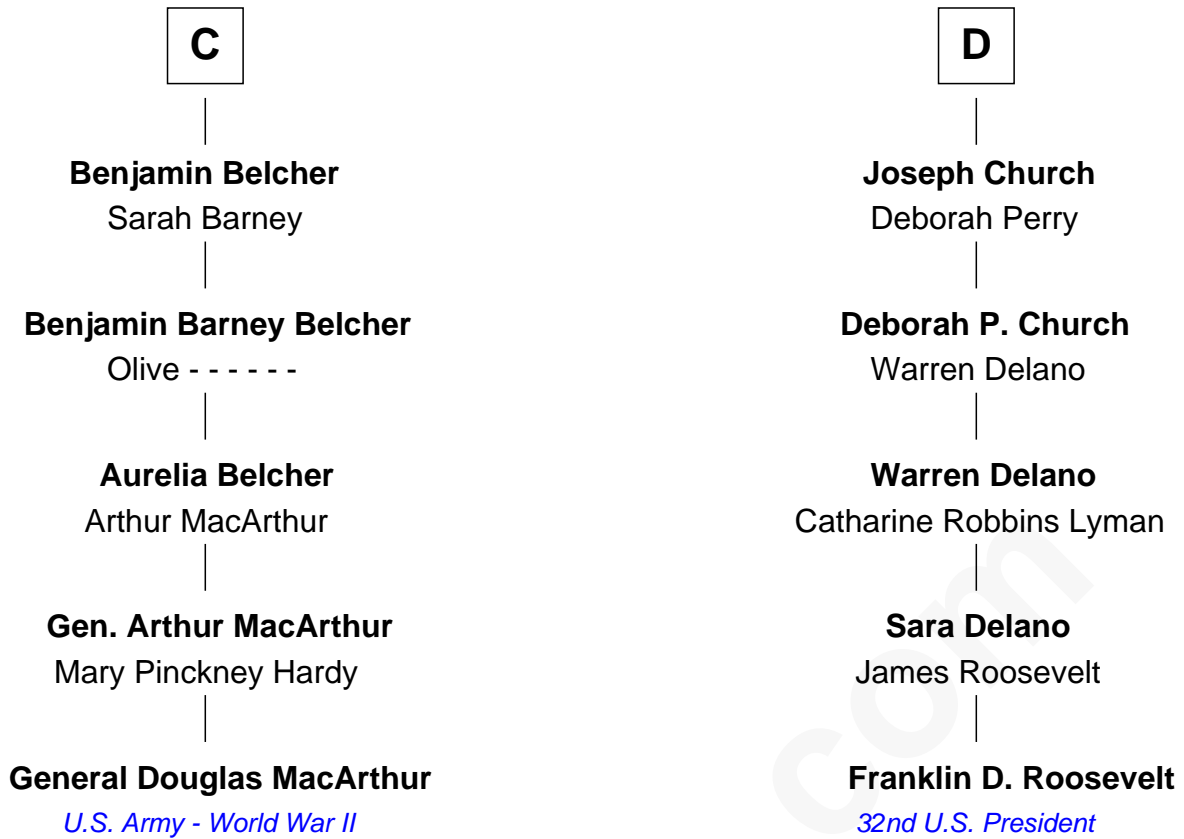 C
Benjamin Belcher
Sarah Barney
Benjamin Barney Belcher
Olive - - - - - -
Aurelia Belcher
Arthur MacArthur
Gen. Arthur MacArthur
Mary Pinckney Hardy
General Douglas MacArthur
U.S. Army - World War II
D
Joseph Church
Deborah Perry
Deborah P. Church
Warren Delano
Warren Delano
Catharine Robbins Lyman
Sara Delano
James Roosevelt
Franklin D. Roosevelt
32nd U.S. President
com